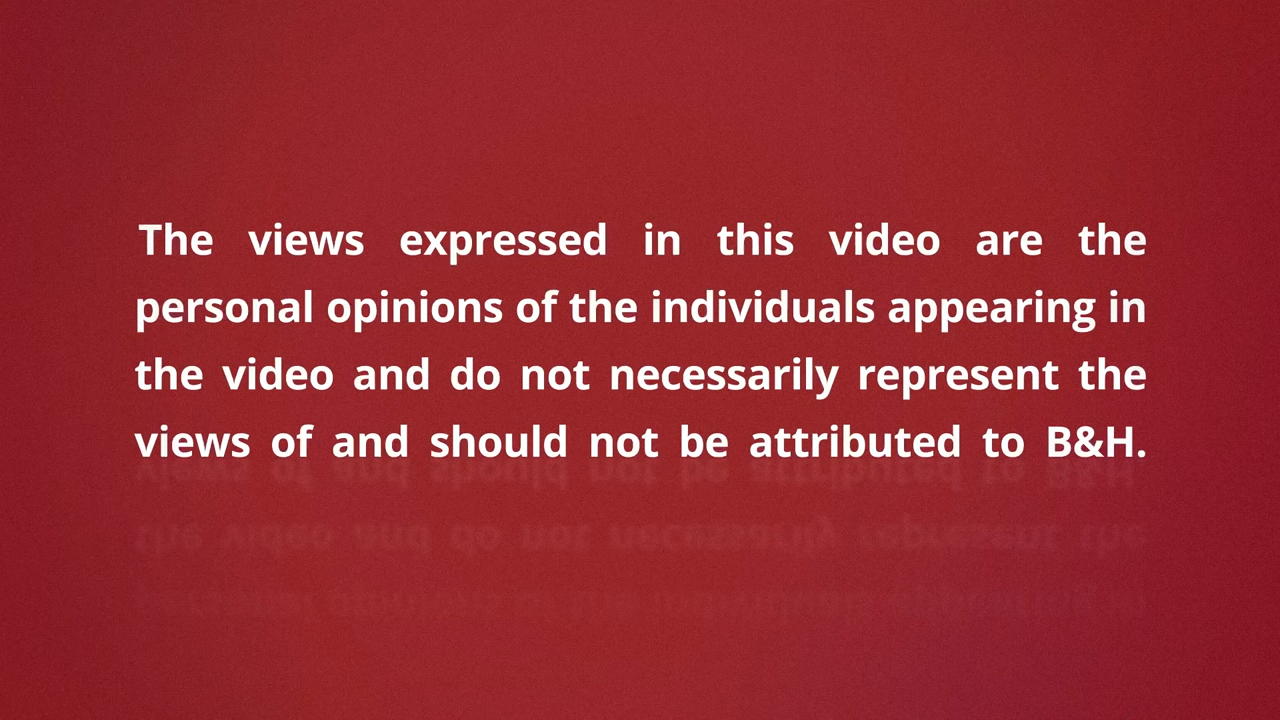 The views expressed in this video are the
personal opinions of the individuals appearing in
the video and do not necessarily represent the
views of and should not be attributed to B&H.